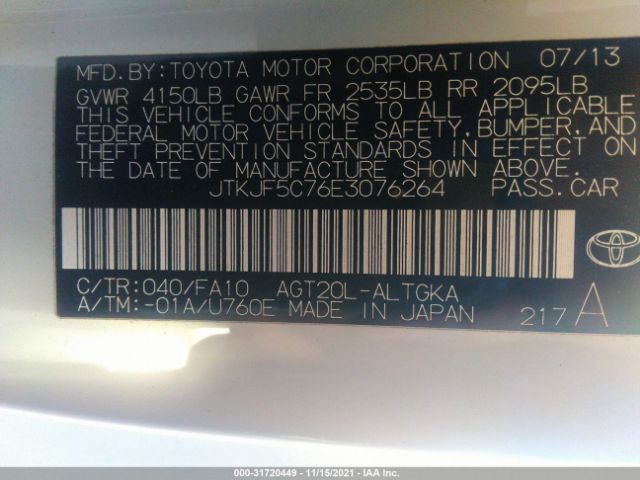 MFD. BY: TOYOTA MOTOR CORPORATION 07/13
GVWR 4150LB GAWR FR 2535LB RR 2095LB
THIS VEHICLE CONFORMS TO ALL APPLICABLE
FEDERAL MOTOR VEHICLE SAFETY, BUMPER, AND
THEFT PREVENTION STANDARDS IN EFFECT ON
THE DATE OF MANUFACTURE SHOWN ABOVE.
JTKJF5C76E3076264 PASS. CAR
C/TR: 040/FA10 AGT20L-ALTGKA
A/TM: -01A/U760E MADE IN JAPAN 217 A
000-31720449 - 11/15/2021 - IAA Inc.